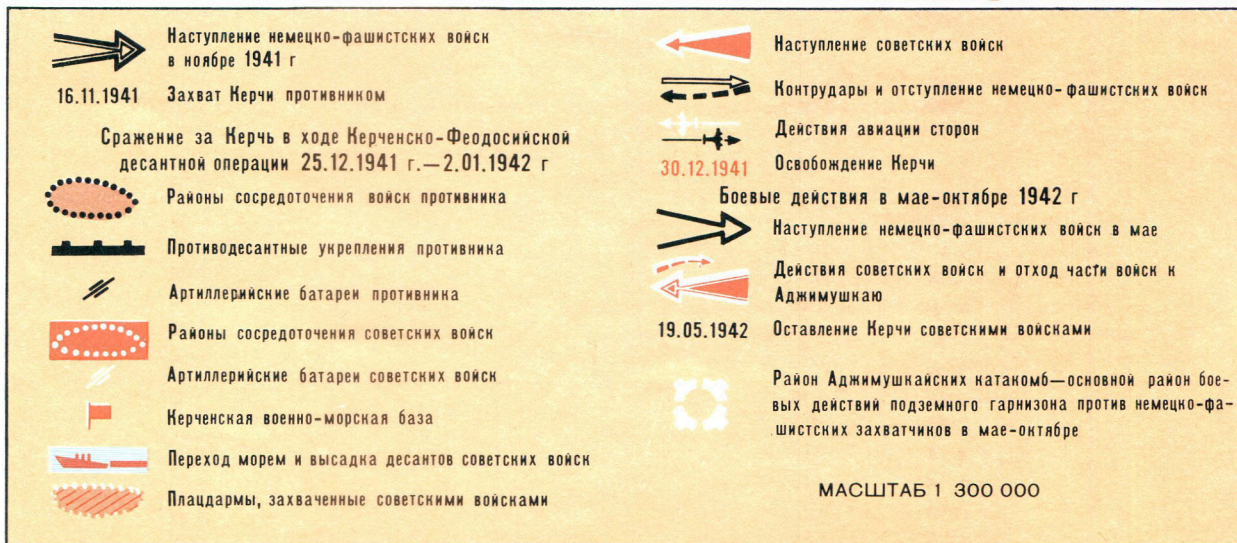 Наступление немецко-фашистских войск
в ноябре 1941 г
16.11.1941 Захват Керчи противником
Сражение за Керчь в ходе Керченско-Феодосийской
десантной операции 25.12.1941 г.—2.01.1942 г
Районы сосредоточения войск противника
Противодесантные укрепления противника
Артиллерийские батареи противника
Районы сосредоточения советских войск
Артиллерийские батареи советских войск
Керченская военно-морская база
Переход морем и высадка десантов советских войск
Плацдармы, захваченные советскими войсками
Наступление советских войск
Контрудары и отступление немецко-фашистских войск
Действия авиации сторон
30.12.1941 Освобождение Керчи
Боевые действия в мае-октябре 1942 г
Наступление немецко-фашистских войск в мае
Действия советских войск и отход части войск к
Аджимушкаю
19.05.1942 Оставление Керчи советскими войсками
Район Аджимушкайских катакомб—основной район бое-
вых действий подземного гарнизона против немецко-фа-
шистских захватчиков в мае-октябре
МАСШТАБ 1 300 000